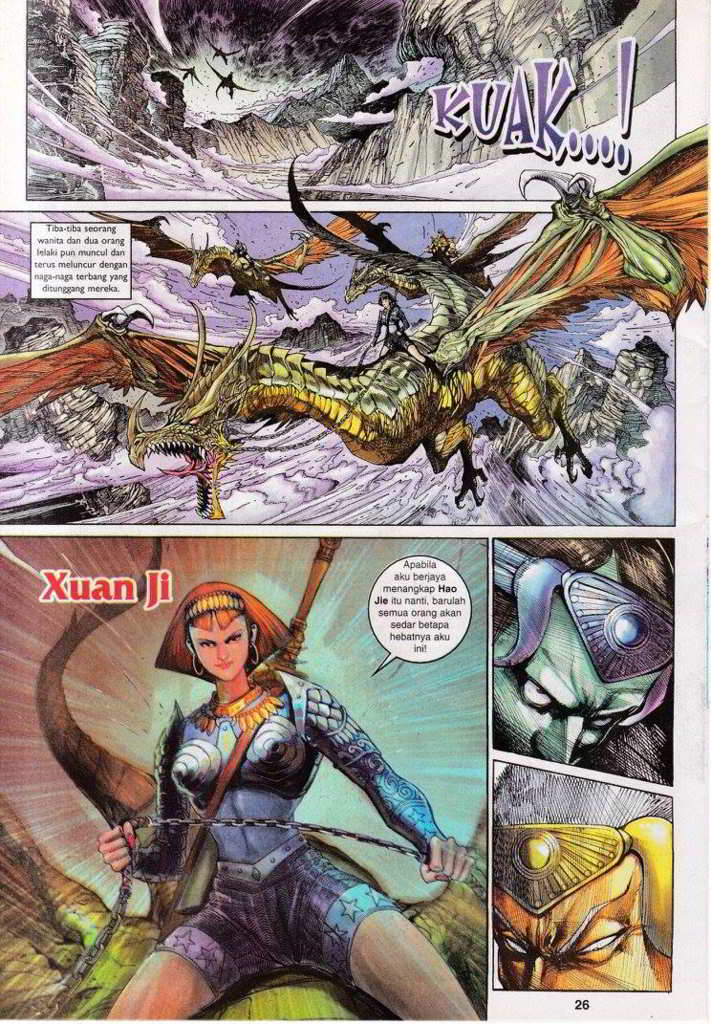 KUAK....!
Tiba-tiba seorang
wanita dan dua orang
lelaki pun muncul dan
terus meluncur dengan
naga-naga terbang yang
ditunggang mereka.
Xuan Ji
Apabila
aku berjaya
menangkap Hao
Jie itu nanti, barulah
semua orang akan
sedar betapa
hebatnya aku
ini!
26